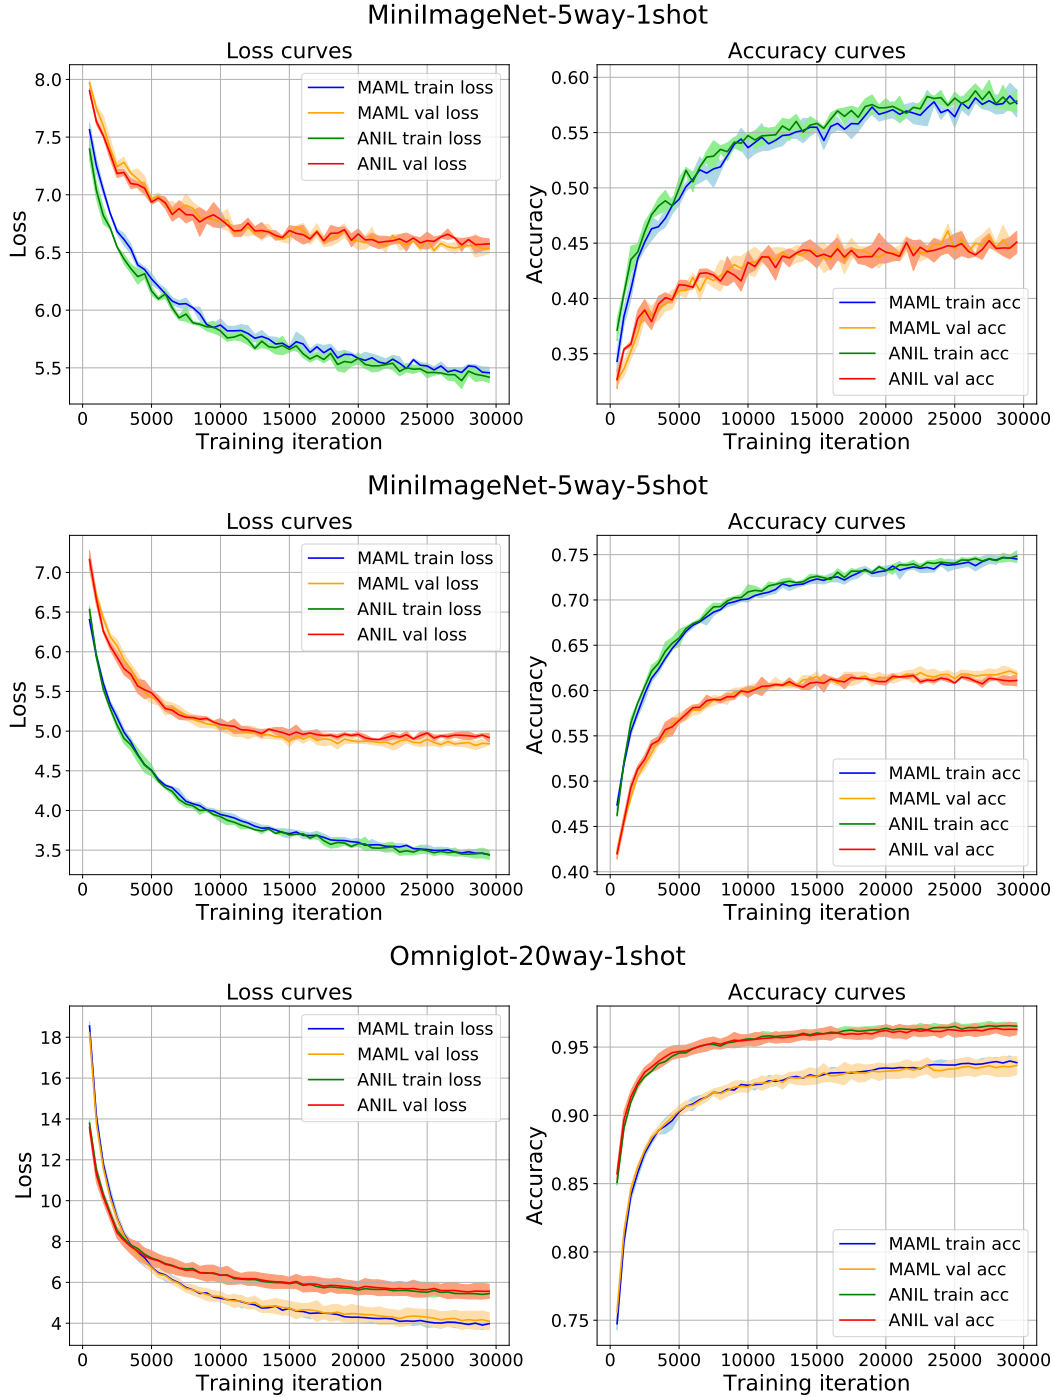 MiniImageNet-5way-1shot
Loss curves
Accuracy curves
8.0
7.5
7.0
6.5
6.0
5.5
Loss
MAML train loss
MAML val loss
ANIL train loss
ANIL val loss
0 5000 10000 15000 20000 25000 30000
Training iteration
0.60
0.55
0.50
0.45
0.40
0.35
Accuracy
MAML train acc
MAML val acc
ANIL train acc
ANIL val acc
0 5000 10000 15000 20000 25000 30000
Training iteration
MiniImageNet-5way-5shot
Loss curves
Accuracy curves
7.0
6.5
6.0
5.5
5.0
4.5
4.0
3.5
Loss
MAML train loss
MAML val loss
ANIL train loss
ANIL val loss
0 5000 10000 15000 20000 25000 30000
Training iteration
0.75
0.70
0.65
0.60
0.55
0.50
0.45
0.40
Accuracy
MAML train acc
MAML val acc
ANIL train acc
ANIL val acc
0 5000 10000 15000 20000 25000 30000
Training iteration
Omniglot-20way-1shot
Loss curves
Accuracy curves
18
16
14
12
10
8
6
4
Loss
MAML train loss
MAML val loss
ANIL train loss
ANIL val loss
0 5000 10000 15000 20000 25000 30000
Training iteration
0.95
0.90
0.85
0.80
0.75
Accuracy
MAML train acc
MAML val acc
ANIL train acc
ANIL val acc
0 5000 10000 15000 20000 25000 30000
Training iteration